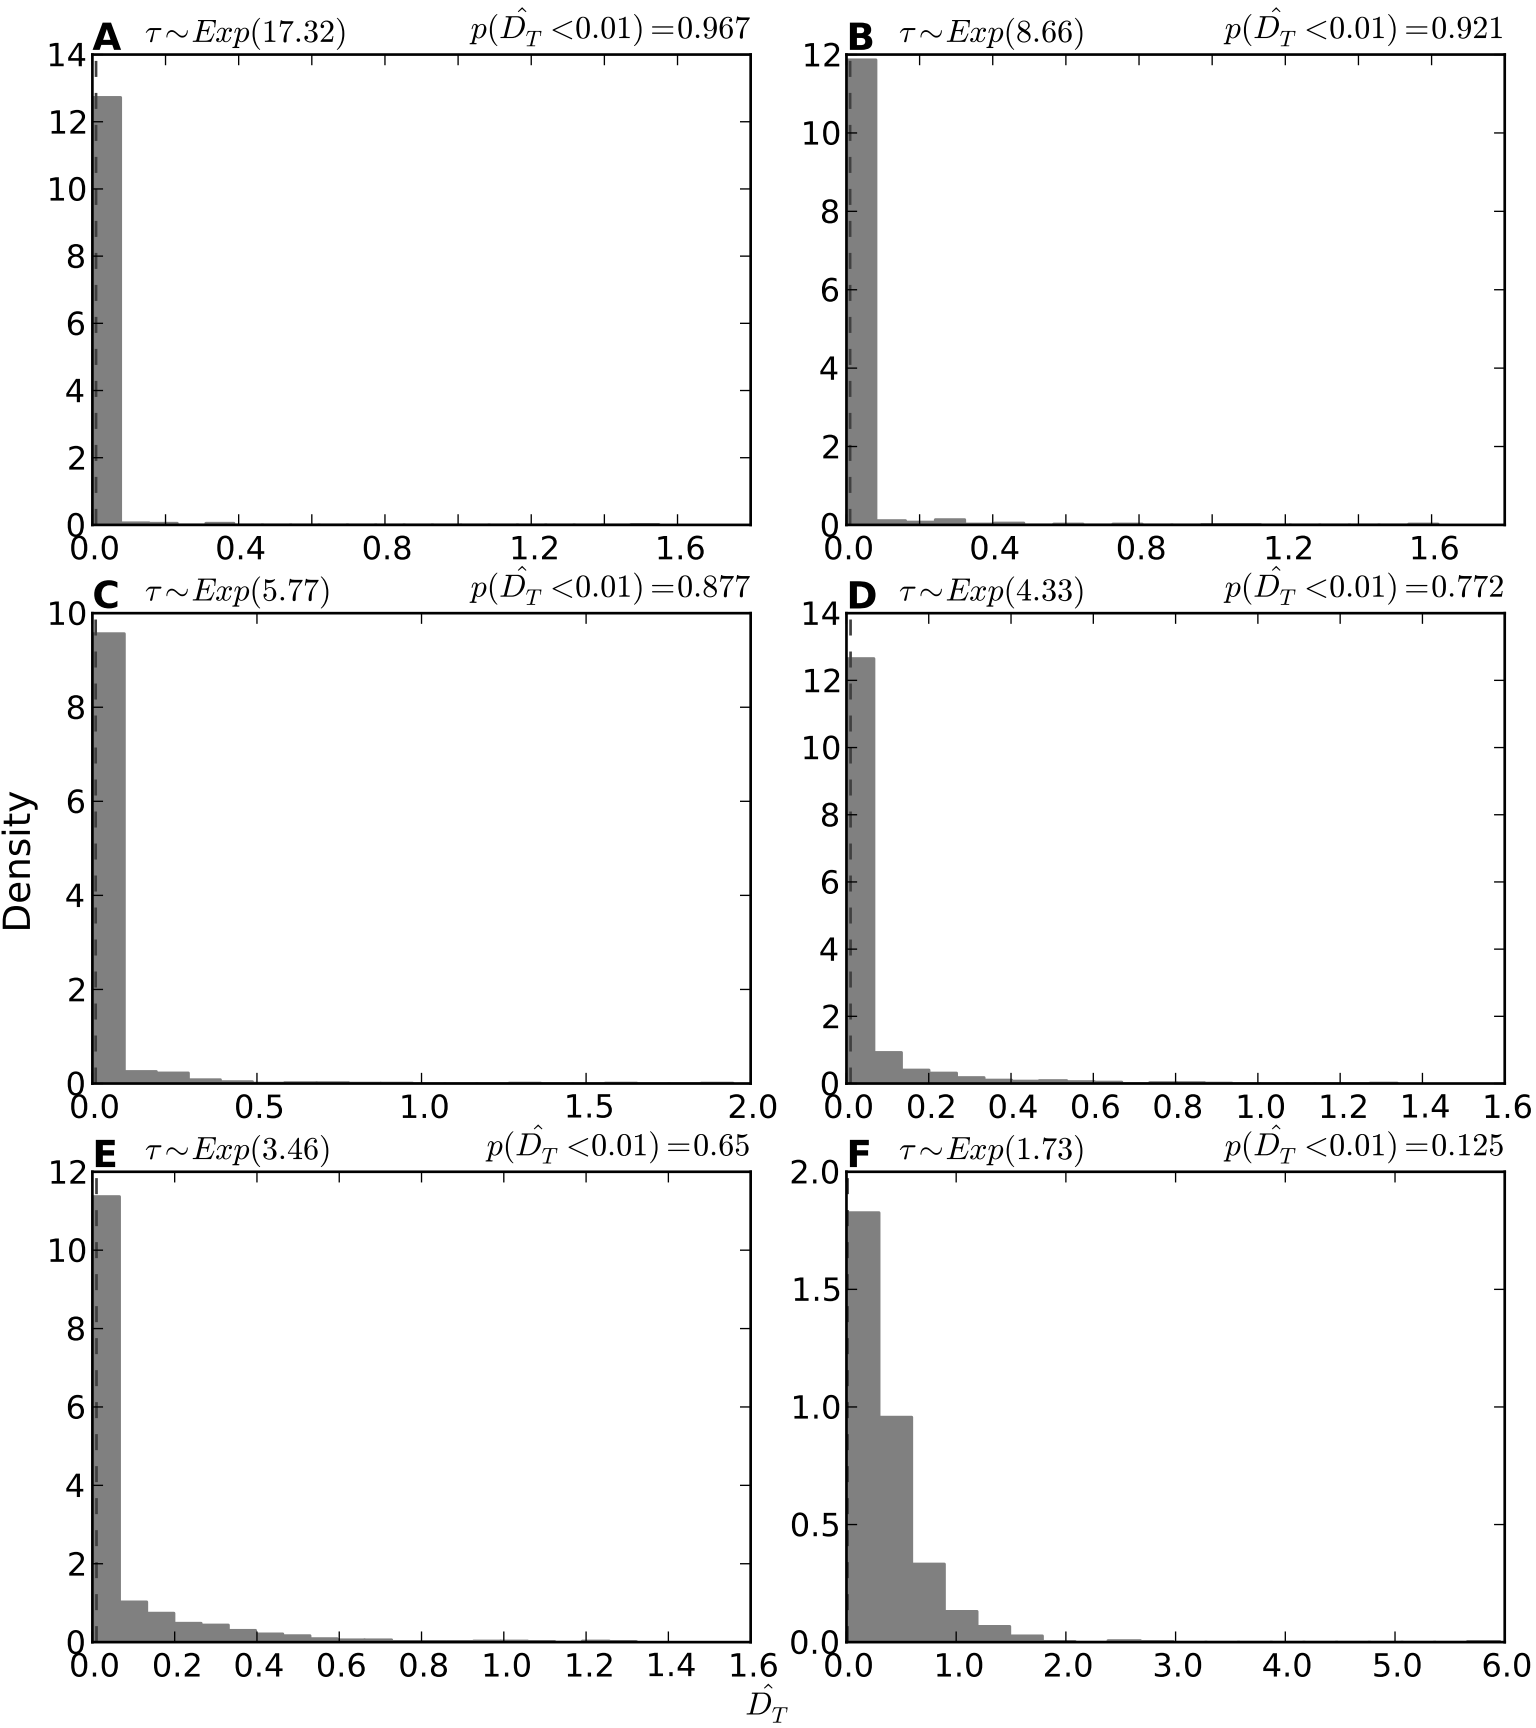 A τ∼Exp(17.32) p(D̂_T <0.01)=0.967
14
12
10
8
6
4
2
0
0.0 0.4 0.8 1.2 1.6
B τ∼Exp(8.66) p(D̂_T <0.01)=0.921
12
10
8
6
4
2
0
0.0 0.4 0.8 1.2 1.6
C τ∼Exp(5.77) p(D̂_T <0.01)=0.877
10
8
6
4
2
0
0.0 0.5 1.0 1.5 2.0
D τ∼Exp(4.33) p(D̂_T <0.01)=0.772
14
12
10
8
6
4
2
0
0.0 0.2 0.4 0.6 0.8 1.0 1.2 1.4 1.6
Density
E τ∼Exp(3.46) p(D̂_T <0.01)=0.65
12
10
8
6
4
2
0
0.0 0.2 0.4 0.6 0.8 1.0 1.2 1.4 1.6
F τ∼Exp(1.73) p(D̂_T <0.01)=0.125
2.0
1.5
1.0
0.5
0.0
0.0 1.0 2.0 3.0 4.0 5.0 6.0
D̂_T